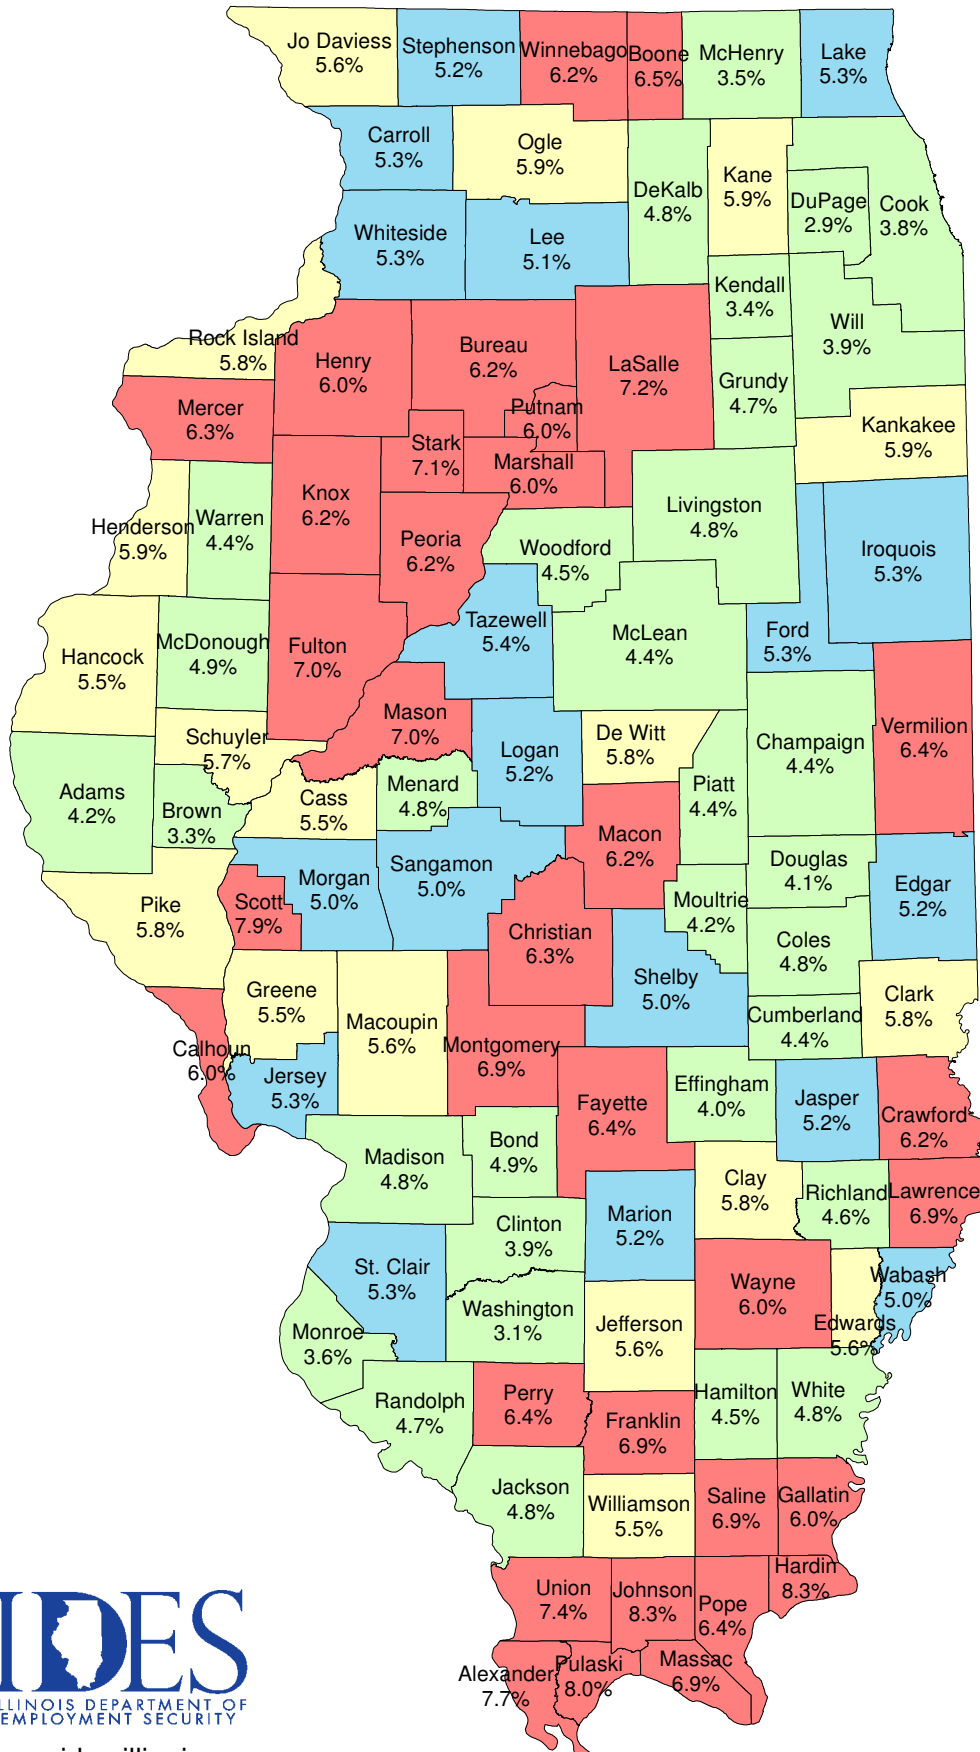 Jo Daviess
5.6%
Stephenson
5.2%
Winnebago
6.2%
Boone
6.5%
McHenry
3.5%
Lake
5.3%
Carroll
5.3%
Ogle
5.9%
DeKalb
4.8%
Kane
5.9%
DuPage
2.9%
Cook
3.8%
Whiteside
5.3%
Lee
5.1%
Kendall
3.4%
Will
3.9%
Rock Island
5.8%
Henry
6.0%
Bureau
6.2%
LaSalle
7.2%
Grundy
4.7%
Mercer
6.3%
Putnam
6.0%
Kankakee
5.9%
Stark
7.1%
Marshall
6.0%
Henderson
5.9%
Warren
4.4%
Knox
6.2%
Peoria
6.2%
Woodford
4.5%
Livingston
4.8%
Iroquois
5.3%
Hancock
5.5%
McDonough
4.9%
Fulton
7.0%
Tazewell
5.4%
McLean
4.4%
Ford
5.3%
Schuyler
5.7%
Mason
7.0%
Logan
5.2%
De Witt
5.8%
Champaign
4.4%
Vermilion
6.4%
Adams
4.2%
Brown
3.3%
Cass
5.5%
Menard
4.8%
Piatt
4.4%
Macon
6.2%
Pike
5.8%
Scott
7.9%
Morgan
5.0%
Sangamon
5.0%
Christian
6.3%
Moultrie
4.2%
Douglas
4.1%
Edgar
5.2%
Coles
4.8%
Shelby
5.0%
Greene
5.5%
Macoupin
5.6%
Montgomery
6.9%
Cumberland
4.4%
Clark
5.8%
Calhoun
6.0%
Jersey
5.3%
Fayette
6.4%
Effingham
4.0%
Jasper
5.2%
Crawford
6.2%
Madison
4.8%
Bond
4.9%
Clay
5.8%
Richland
4.6%
Lawrence
6.9%
Clinton
3.9%
Marion
5.2%
St. Clair
5.3%
Wayne
6.0%
Wabash
5.0%
Edwards
5.6%
Monroe
3.6%
Washington
3.1%
Jefferson
5.6%
Randolph
4.7%
Perry
6.4%
Franklin
6.9%
Hamilton
4.5%
White
4.8%
Jackson
4.8%
Williamson
5.5%
Saline
6.9%
Gallatin
6.0%
Union
7.4%
Johnson
8.3%
Pope
6.4%
Hardin
8.3%
Alexander
7.7%
Pulaski
8.0%
Massac
6.9%
IDES
ILLINOIS DEPARTMENT OF
EMPLOYMENT SECURITY